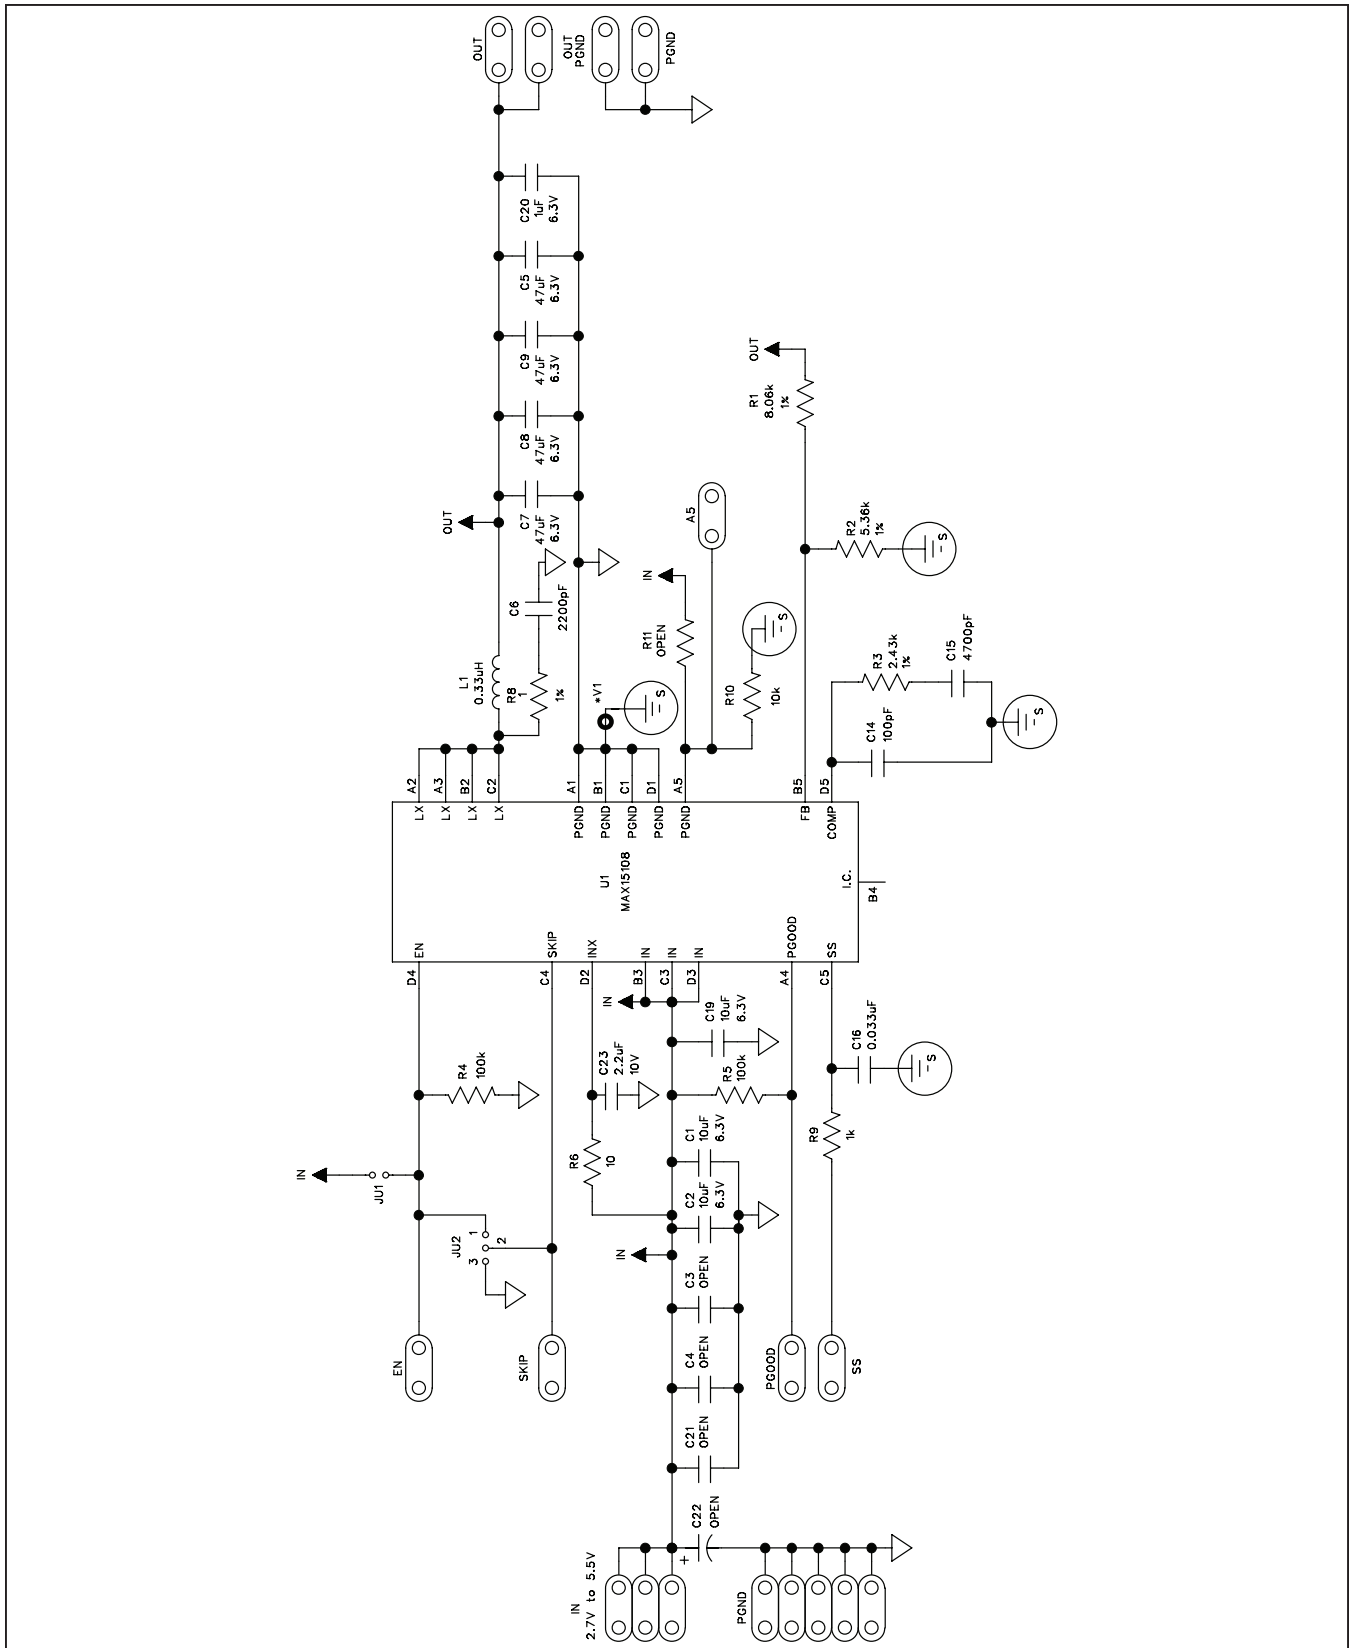 IN
2.7V to 5.5V
PGND
+
C22
OPEN
C21
OPEN
C4
OPEN
C3
OPEN
IN
C2
10uF
6.3V
C1
10uF
6.3V
EN
SKIP
PGOOD
SS
IN
JU1
JU2
1
2
3
R4
100k
R6
10
C23
2.2uF
10V
R5
100k
C19
10uF
6.3V
IN
R9
1k
C16
0.033uF
S
D4
EN
C4
SKIP
D2
INX
B3
IN
C3
IN
D3
IN
A4
PGOOD
C5
SS
U1
MAX15108
I.C.
B4
LX
A2
LX
A3
LX
B2
LX
C2
PGND
A1
PGND
B1
PGND
C1
PGND
D1
PGND
A5
FB
B5
COMP
D5
L1
0.33uH
R8
1
1%
C6
2200pF
*V1
S
R11
OPEN
IN
R10
10k
S
A5
C14
100pF
R3
2.43k
1%
C15
4700pF
S
R2
5.36k
1%
S
R1
8.06k
1%
OUT
OUT
C7
47uF
6.3V
C8
47uF
6.3V
C9
47uF
6.3V
C5
47uF
6.3V
C20
1uF
6.3V
OUT
OUT
PGND
PGND